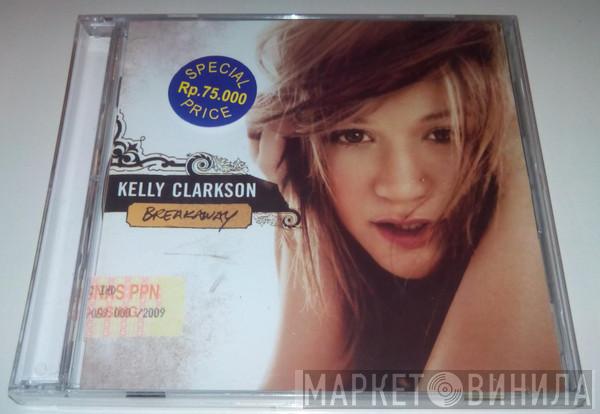 SPECIAL
Rp.75.000
PRICE
KELLY CLARKSON
BREAKAWAY
PPN
/2009
МАРКЕТ ВИНИЛА